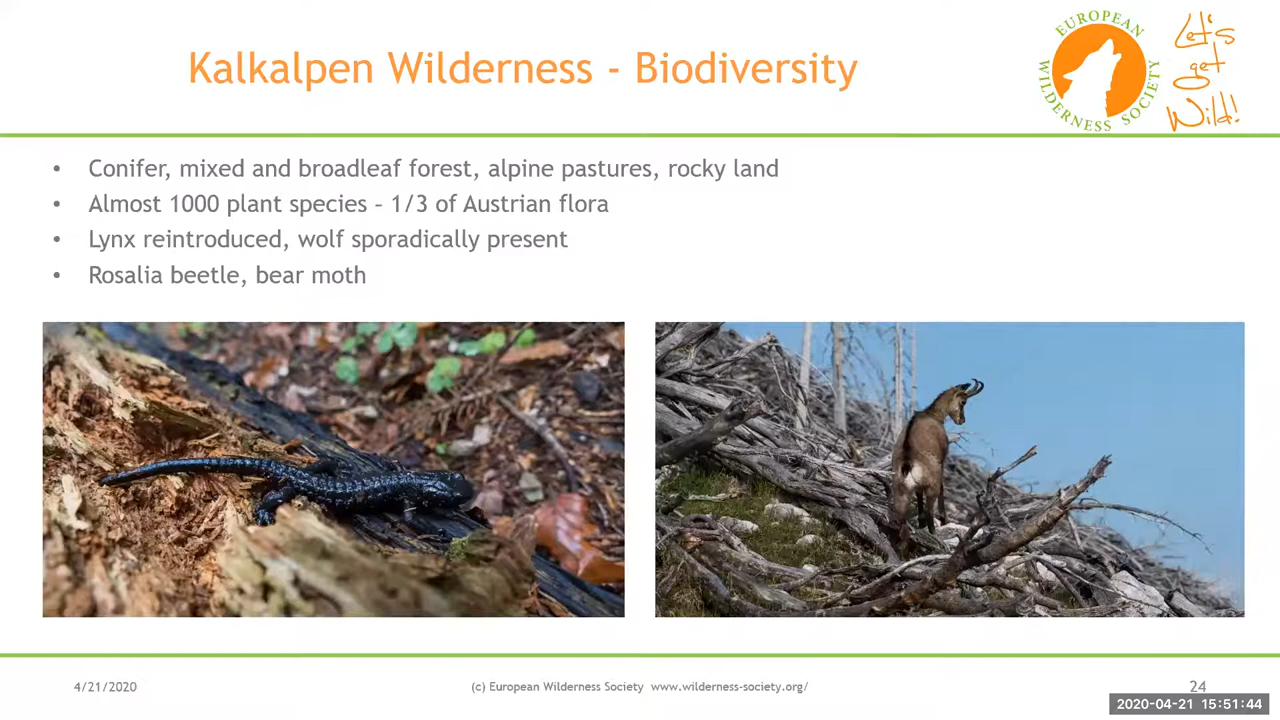 Kalkalpen Wilderness - Biodiversity
EUROPEAN
WILDERNESS SOCIETY
Let's
get
Wild!
• Conifer, mixed and broadleaf forest, alpine pastures, rocky land
• Almost 1000 plant species – 1/3 of Austrian flora
• Lynx reintroduced, wolf sporadically present
• Rosalia beetle, bear moth
4/21/2020
(c) European Wilderness Society www.wilderness-society.org/
24
2020-04-21 15:51:44